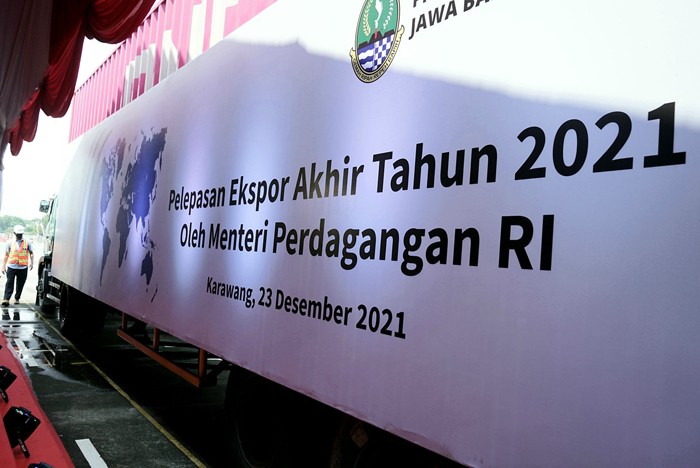 JAWA BA
Pelepasan Ekspor Akhir Tahun 2021
Oleh Menteri Perdagangan RI
Karawang, 23 Desember 2021